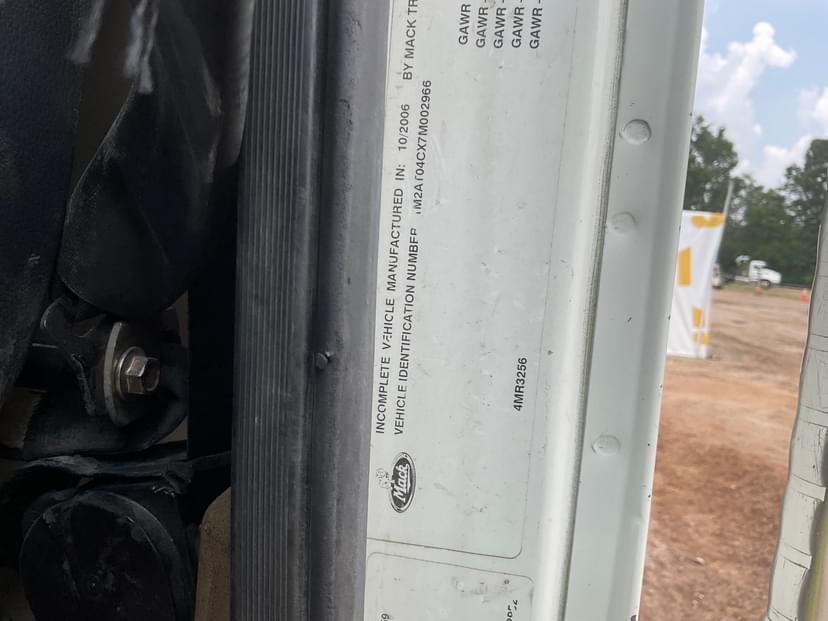 INCOMPLETE VEHICLE MANUFACTURED IN: 10/2006 BY MACK TR
VEHICLE IDENTIFICATION NUMBER 1M2AT04CX7M002966
GAWR
GAWR -
GAWR -
GAWR -
GAWR -
Mack
4MR3256